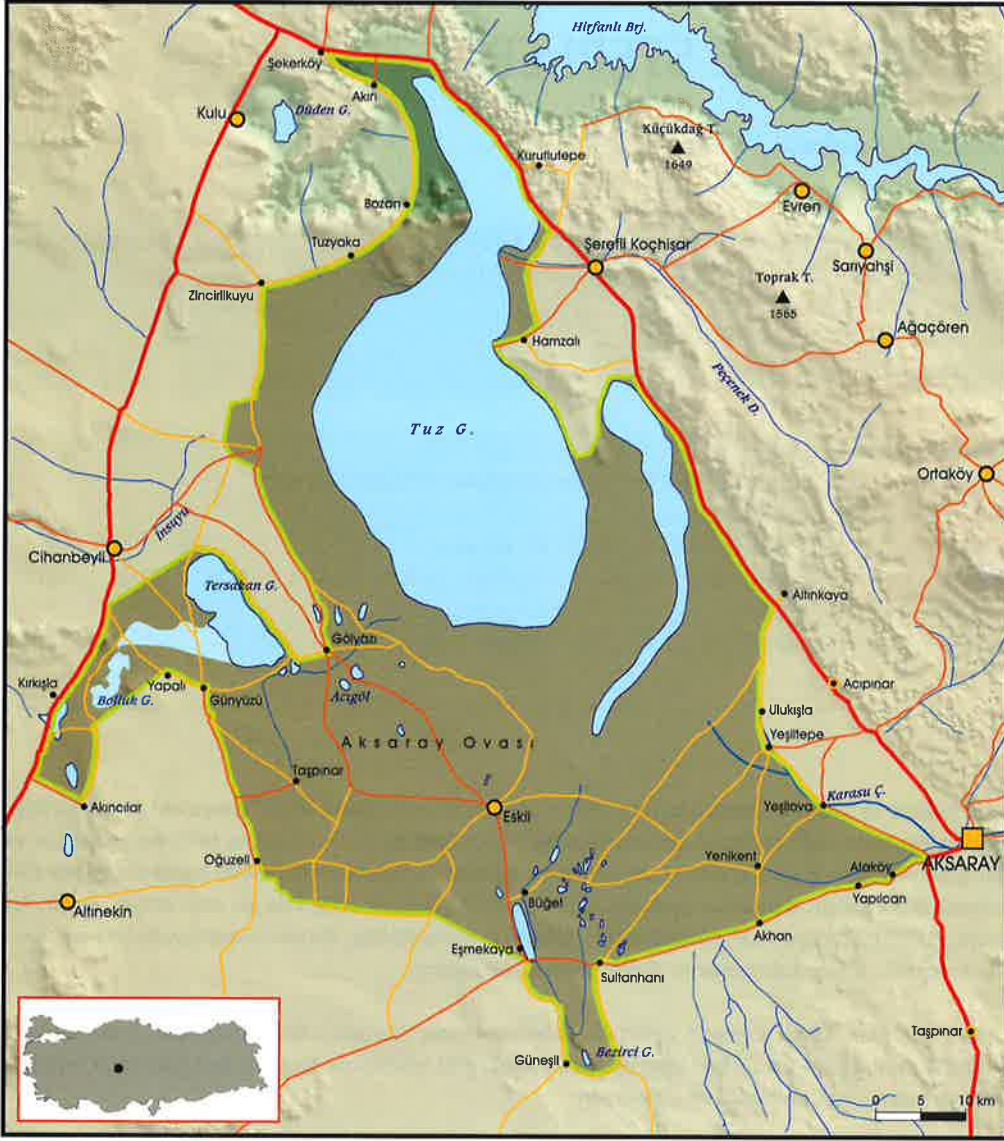 Hirfanlı Brj.
Şekerköy
Akın
Kulu
Düden G.
Küçükdağ T.
1649
Kurutlutepe
Evren
Bozan
Tuzyaka
Şerefli Koçhisar
Sarıyahşi
Zincirlikuyu
Toprak T.
1565
Ağaçören
Hamzalı
Peçenek D.
Tuz G.
Ortaköy
İnsuyu
Cihanbeyli
Tersakan G.
Altınkaya
Gölyazı
Kırkışla
Yapalı
Günyüzü
Bolluk G.
Acıgöl
Acıpınar
Ulukışla
Aksaray Ovası
Yeşiltepe
Taşpınar
Eskil
Akıncılar
Yeşilova
Karasu Ç.
AKSARAY
Oğuzeli
Yenikent
Alaköy
Altınekin
Büget
Yapılcan
Akhan
Eşmekaya
Sultanhanı
Taşpınar
Güneşli
Bezirci G.
0 5 10 km